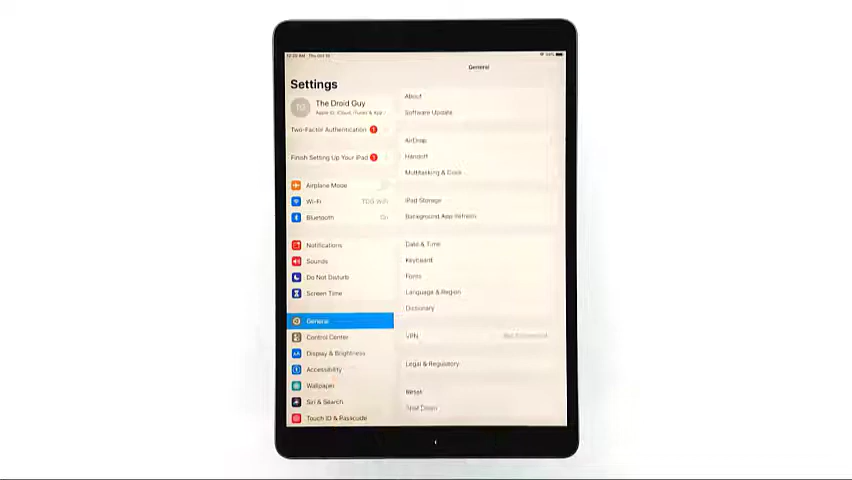 General
Settings
The Droid Guy
Apple ID, iCloud, iTunes & App
Two-Factor Authentication 1
Finish Setting Up Your iPad 1
Airplane Mode
Wi-Fi TDG WiFi
Bluetooth On
Notifications
Sounds
Do Not Disturb
Screen Time
General
Control Center
Display & Brightness
Accessibility
Wallpaper
Siri & Search
Touch ID & Passcode
About
Software Update
AirDrop
Handoff
Multitasking & Dock
iPad Storage
Background App Refresh
Date & Time
Keyboard
Fonts
Language & Region
Dictionary
VPN Not Connected
Legal & Regulatory
Reset
Shut Down